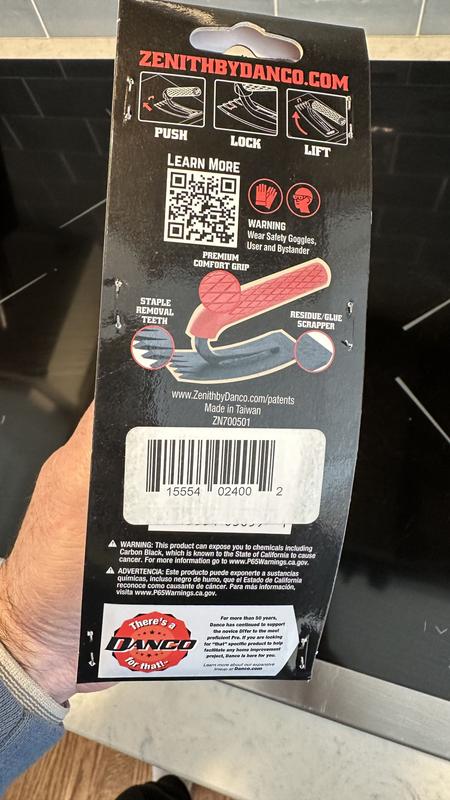 ZENITHBYDANCO.COM
PUSH
LOCK
LIFT
LEARN MORE
WARNING
Wear Safety Goggles,
User and Bystander
PREMIUM
COMFORT GRIP
STAPLE
REMOVAL
TEETH
RESIDUE/GLUE
SCRAPPER
www.ZenithbyDanco.com/patents
Made in Taiwan
ZN700501
15554 02400 2
WARNING: This product can expose you to chemicals including
Carbon Black, which is known to the State of California to cause
cancer. For more information go to www.P65Warnings.ca.gov.
ADVERTENCIA: Este producto puede exponerte a sustancias
químicas, incluso negro de humo, que el Estado de California
reconoce como causante de cáncer. Para más información,
visita www.P65Warnings.ca.gov.
There's a
DANCO
for that!
For more than 50 years,
Danco has continued to support
the novice DIYer to the most
proficient Pro. If you are looking
for "that" specific product to help
facilitate any home improvement
project, Danco is here for you.
Learn more about our expansive
lineup at Danco.com